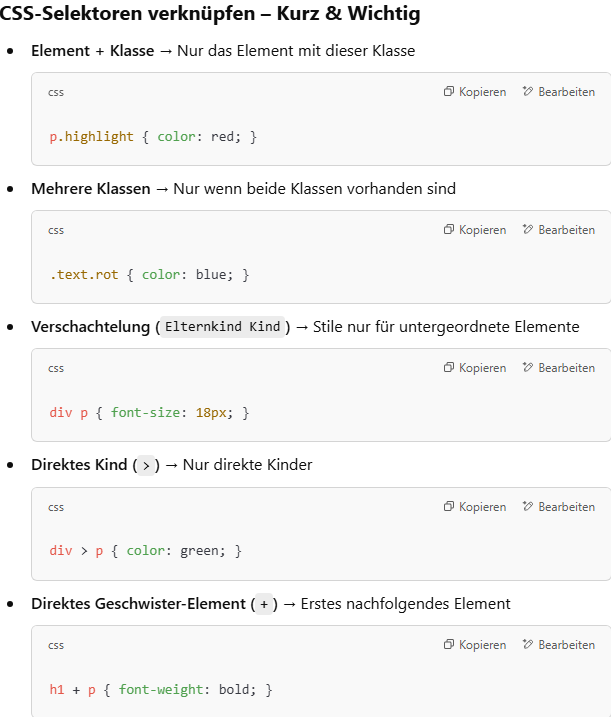 CSS-Selektoren verknüpfen – Kurz & Wichtig
Element + Klasse → Nur das Element mit dieser Klasse
css Kopieren Bearbeiten
p.highlight { color: red; }
Mehrere Klassen → Nur wenn beide Klassen vorhanden sind
css Kopieren Bearbeiten
.text.rot { color: blue; }
Verschachtelung (Elternkind Kind) → Stile nur für untergeordnete Elemente
css Kopieren Bearbeiten
div p { font-size: 18px; }
Direktes Kind (>) → Nur direkte Kinder
css Kopieren Bearbeiten
div > p { color: green; }
Direktes Geschwister-Element (+) → Erstes nachfolgendes Element
css Kopieren Bearbeiten
h1 + p { font-weight: bold; }